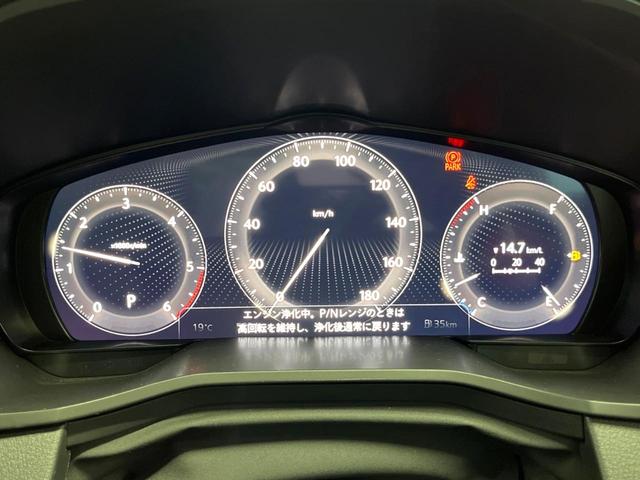 80 100
60 120
40 140
20 160
0 180
km/h
PARK
3
2 4
1 5
0 6
P
H F
14.7 km/L
0 20 40
C E
エンジン浄化中。P/Nレンジのときは
高回転を維持し、浄化後通常に戻ります
19℃
35km